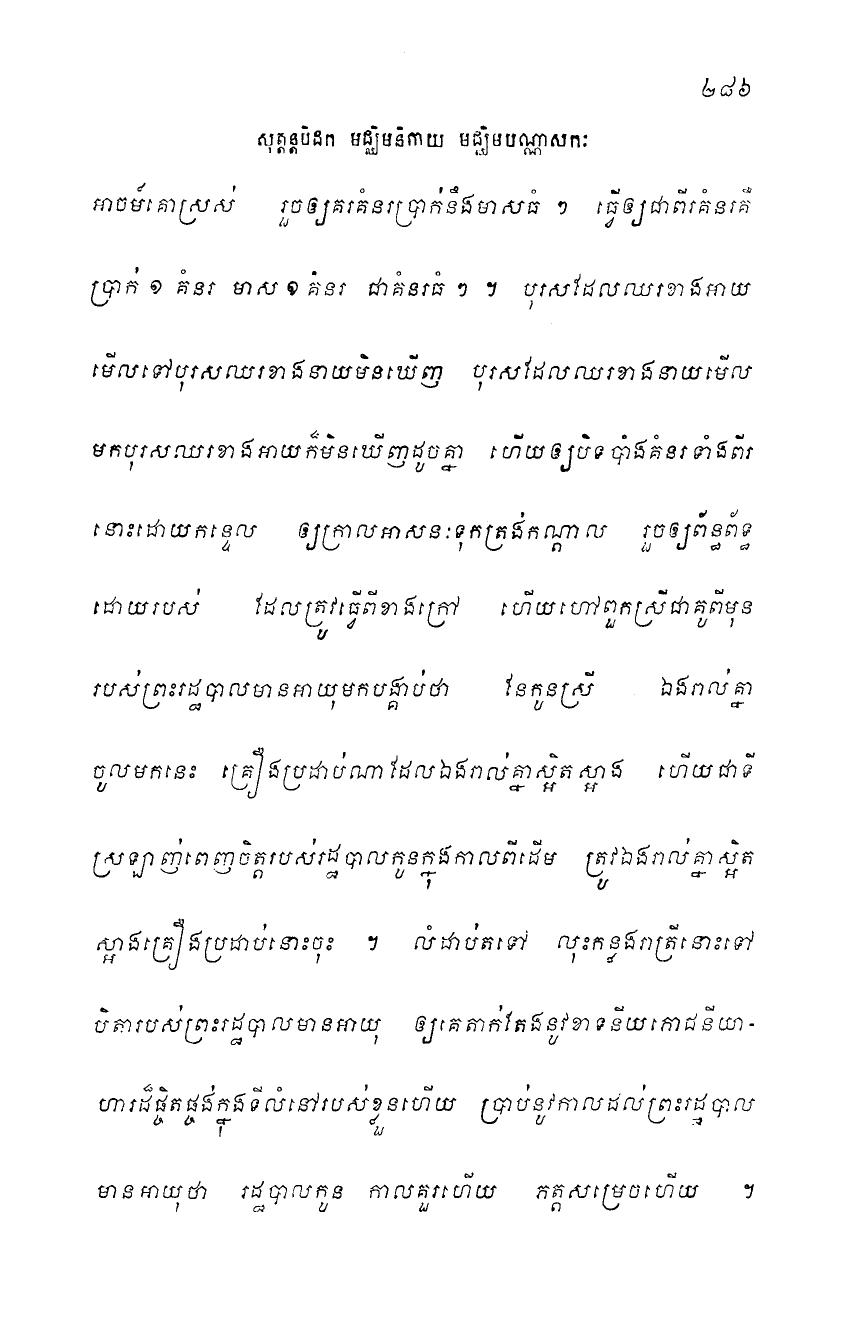 ២៨៦
សុត្តន្តបិដក មជ្ឈិមនិកាយ មជ្ឈិមបណ្ណាសកៈ
អាចម៍គោស្រស់ រួចឲ្យគរគំនរប្រាក់នឹងមាសធំ ៗ ធ្វើឲ្យជាពីរគំនរគឺ
ប្រាក់ ១ គំនរ មាស ១ គំនរ ជាគំនរធំ ៗ ។ បុរសដែលឈរខាងអាយ
មើលទៅបុរសឈរខាងនាយមិនឃើញ បុរសដែលឈរខាងនាយមើល
មកបុរសឈរខាងអាយក៏មិនឃើញដូចគ្នា ហើយឲ្យបិទបាំងគំនរទាំងពីរ
នោះដោយកន្ទេល ឲ្យក្រាលអាសនៈទុកត្រង់កណ្តាល រួចឲ្យព័ន្ធព័ទ្ធ
ដោយរបស់ ដែលត្រូវធ្វើពីខាងក្រៅ ហើយហៅពួកស្រីជាគូពីមុន
របស់ព្រះរដ្ឋបាលមានអាយុមកបង្គាប់ថា នែកូនស្រី ឯងរាល់គ្នា
ចូលមកនេះ គ្រឿងប្រដាប់ណាដែលឯងរាល់គ្នាស្អិតស្អាង ហើយជាទី
ស្រឡាញ់ពេញចិត្តរបស់រដ្ឋបាលកូនក្នុងកាលពីដើម ត្រូវឯងរាល់គ្នាស្អិត
ស្អាងគ្រឿងប្រដាប់នោះចុះ ។ លំដាប់តទៅ លុះកន្លងរាត្រីនោះទៅ
បិតារបស់ព្រះរដ្ឋបាលមានអាយុ ឲ្យគេតាក់តែងនូវខាទនីយភោជនីយា-
ហារដ៏ផ្ចិតផ្ចង់ក្នុងទីលំនៅរបស់ខ្លួនហើយ ប្រាប់នូវកាលដល់ព្រះរដ្ឋបាល
មានអាយុថា រដ្ឋបាលកូន កាលគួរហើយ ភត្តសម្រេចហើយ ។